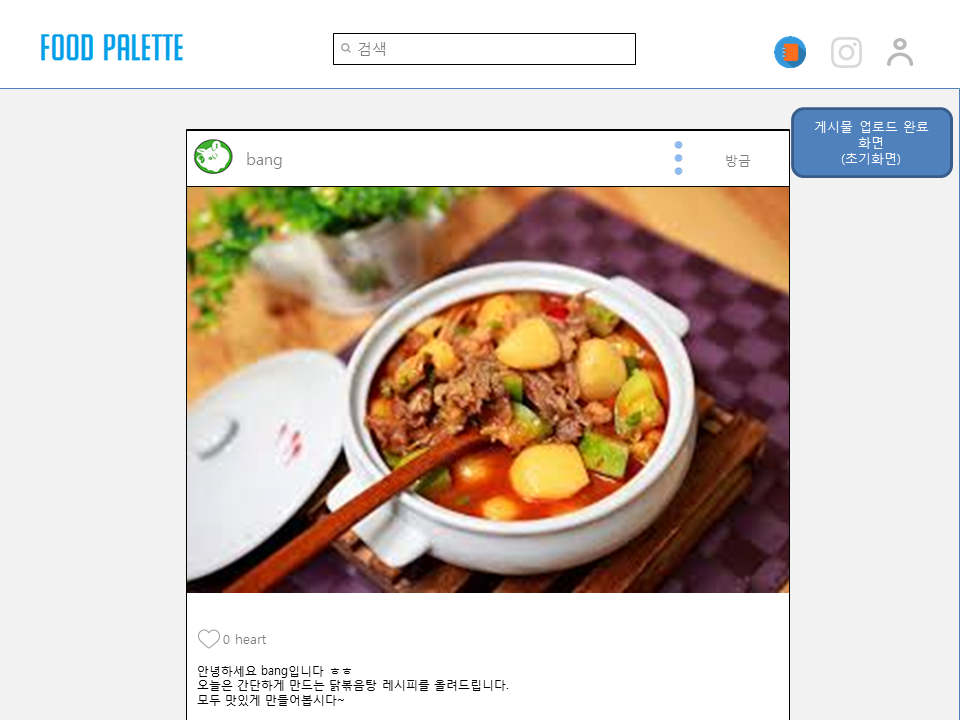 FOOD PALETTE
검색
게시물 업로드 완료
화면
(초기화면)
bang
방금
0 heart
안녕하세요 bang입니다 ㅎㅎ
오늘은 간단하게 만드는 닭볶음탕 레시피를 올려드립니다.
모두 맛있게 만들어봅시다~